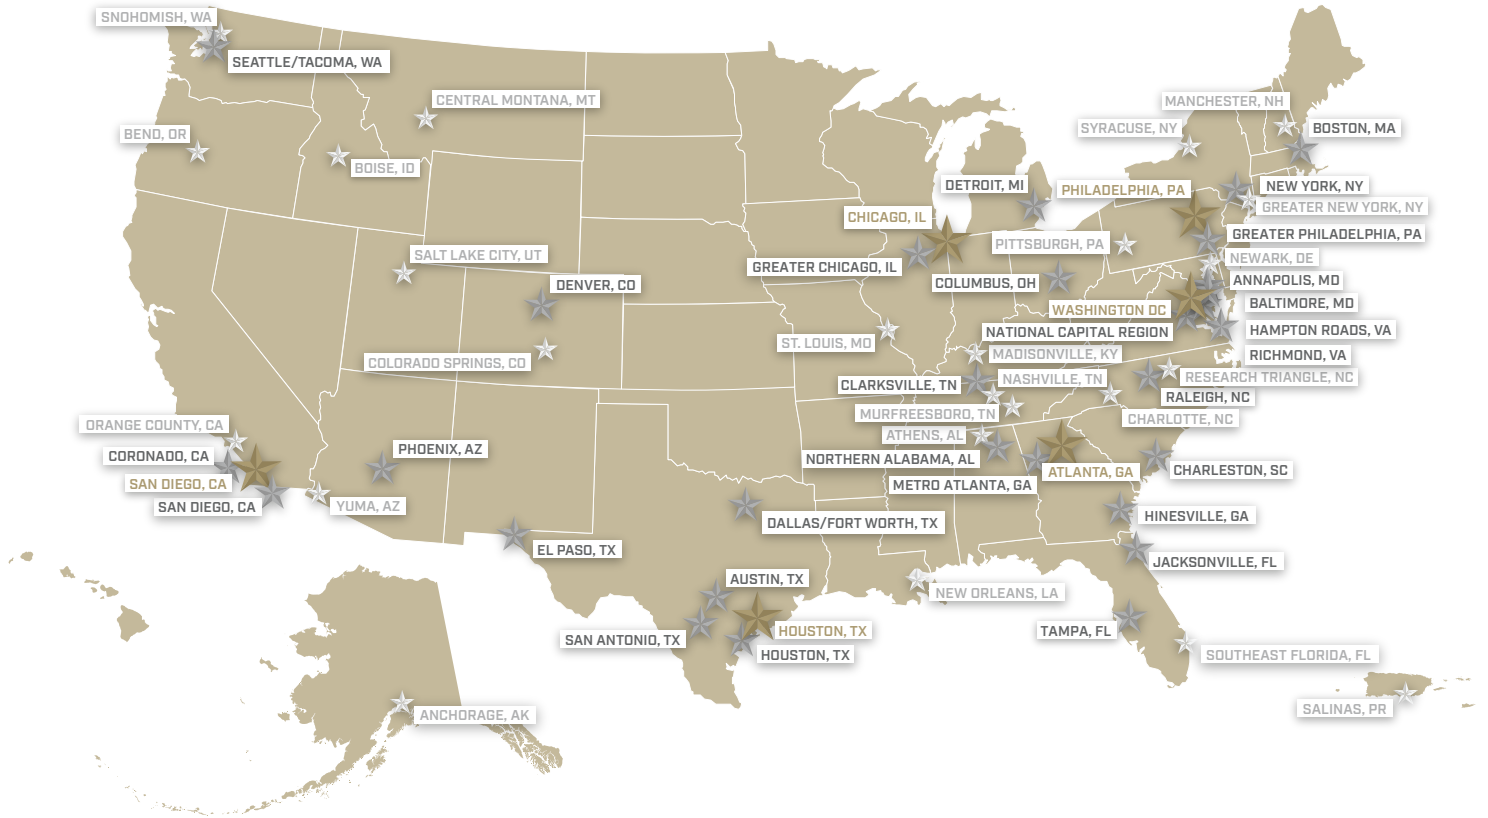 SNOHOMISH, WA
SEATTLE/TACOMA, WA
CENTRAL MONTANA, MT
MANCHESTER, NH
SYRACUSE, NY
BOSTON, MA
BEND, OR
BOISE, ID
DETROIT, MI
PHILADELPHIA, PA
NEW YORK, NY
GREATER NEW YORK, NY
CHICAGO, IL
GREATER PHILADELPHIA, PA
PITTSBURGH, PA
SALT LAKE CITY, UT
NEWARK, DE
GREATER CHICAGO, IL
ANNAPOLIS, MD
DENVER, CO
COLUMBUS, OH
BALTIMORE, MD
WASHINGTON DC
HAMPTON ROADS, VA
NATIONAL CAPITAL REGION
ST. LOUIS, MO
MADISONVILLE, KY
RICHMOND, VA
COLORADO SPRINGS, CO
RESEARCH TRIANGLE, NC
NASHVILLE, TN
CLARKSVILLE, TN
RALEIGH, NC
MURFREESBORO, TN
CHARLOTTE, NC
ORANGE COUNTY, CA
ATHENS, AL
PHOENIX, AZ
CORONADO, CA
NORTHERN ALABAMA, AL
ATLANTA, GA
CHARLESTON, SC
SAN DIEGO, CA
METRO ATLANTA, GA
SAN DIEGO, CA
YUMA, AZ
HINESVILLE, GA
DALLAS/FORT WORTH, TX
EL PASO, TX
JACKSONVILLE, FL
AUSTIN, TX
NEW ORLEANS, LA
HOUSTON, TX
TAMPA, FL
SAN ANTONIO, TX
HOUSTON, TX
SOUTHEAST FLORIDA, FL
SALINAS, PR
ANCHORAGE, AK